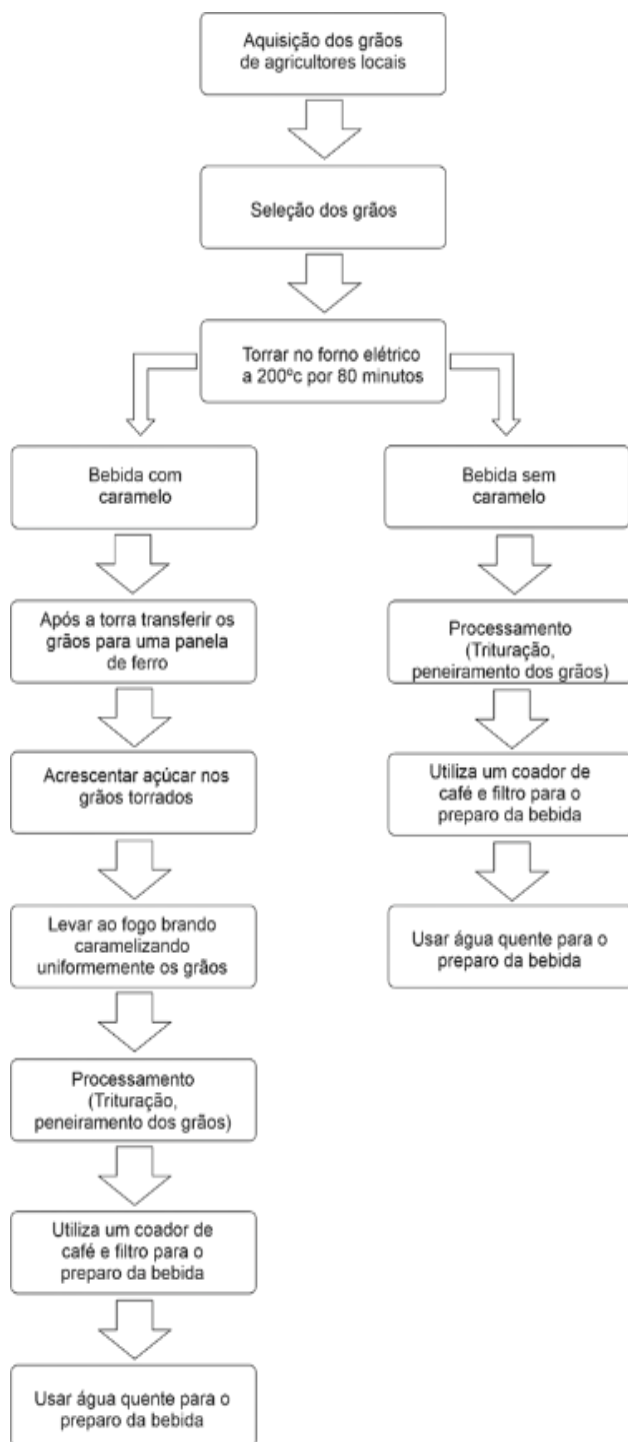 Aquisição dos grãos
de agricultores locais
Seleção dos grãos
Torrar no forno elétrico
a 200ºc por 80 minutos
Bebida com
caramelo
Após a torra transferir os
grãos para uma panela
de ferro
Acrescentar açúcar nos
grãos torrados
Levar ao fogo brando
caramelizando
uniformemente os grãos
Processamento
(Trituração,
peneiramento dos grãos)
Utiliza um coador de
café e filtro para o
preparo da bebida
Usar água quente para o
preparo da bebida
Bebida sem
caramelo
Processamento
(Trituração,
peneiramento dos grãos)
Utiliza um coador de
café e filtro para o
preparo da bebida
Usar água quente para o
preparo da bebida